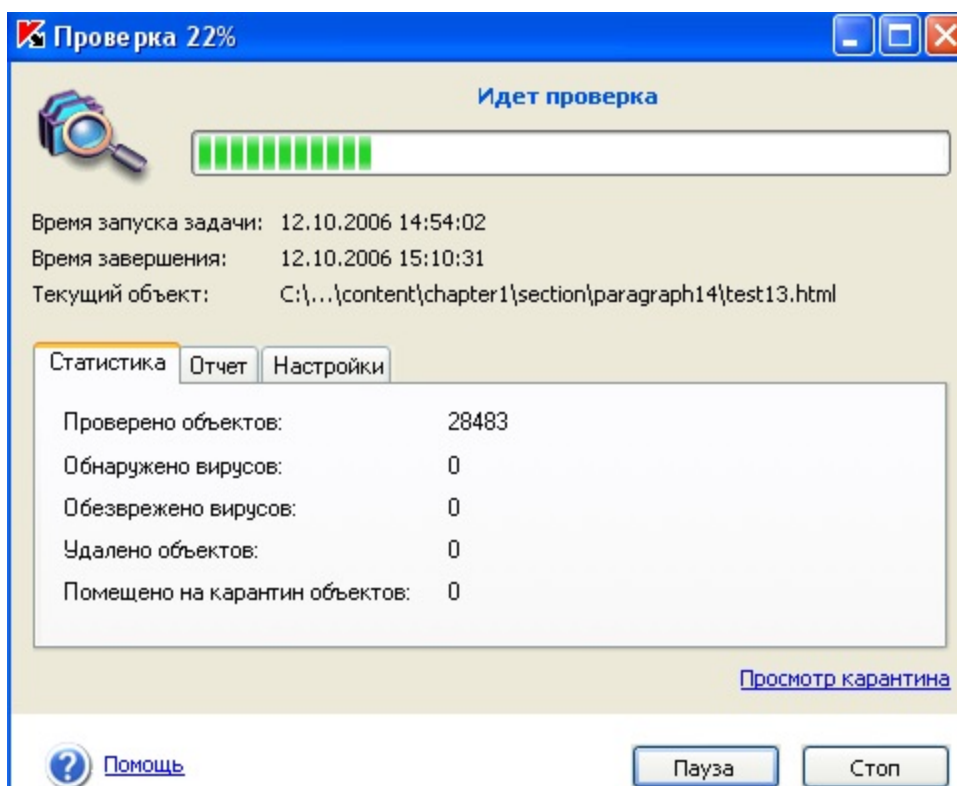 Проверка 22%
Идет проверка
Время запуска задачи: 12.10.2006 14:54:02
Время завершения: 12.10.2006 15:10:31
Текущий объект: C:\...\content\chapter1\section\paragraph14\test13.html
Статистика Отчет Настройки
Проверено объектов: 28483
Обнаружено вирусов: 0
Обезврежено вирусов: 0
Удалено объектов: 0
Помещено на карантин объектов: 0
Просмотр карантина
Помощь Пауза Стоп